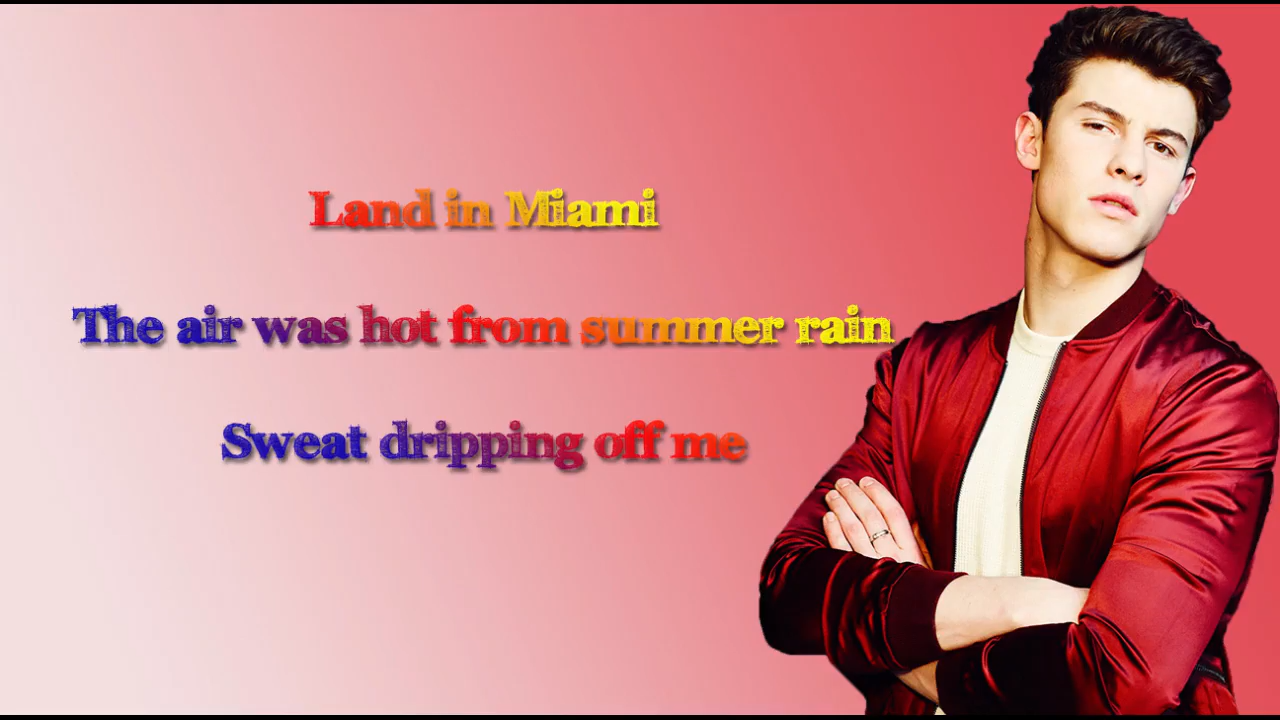 Land in Miami
The air was hot from summer rain
Sweat dripping off me